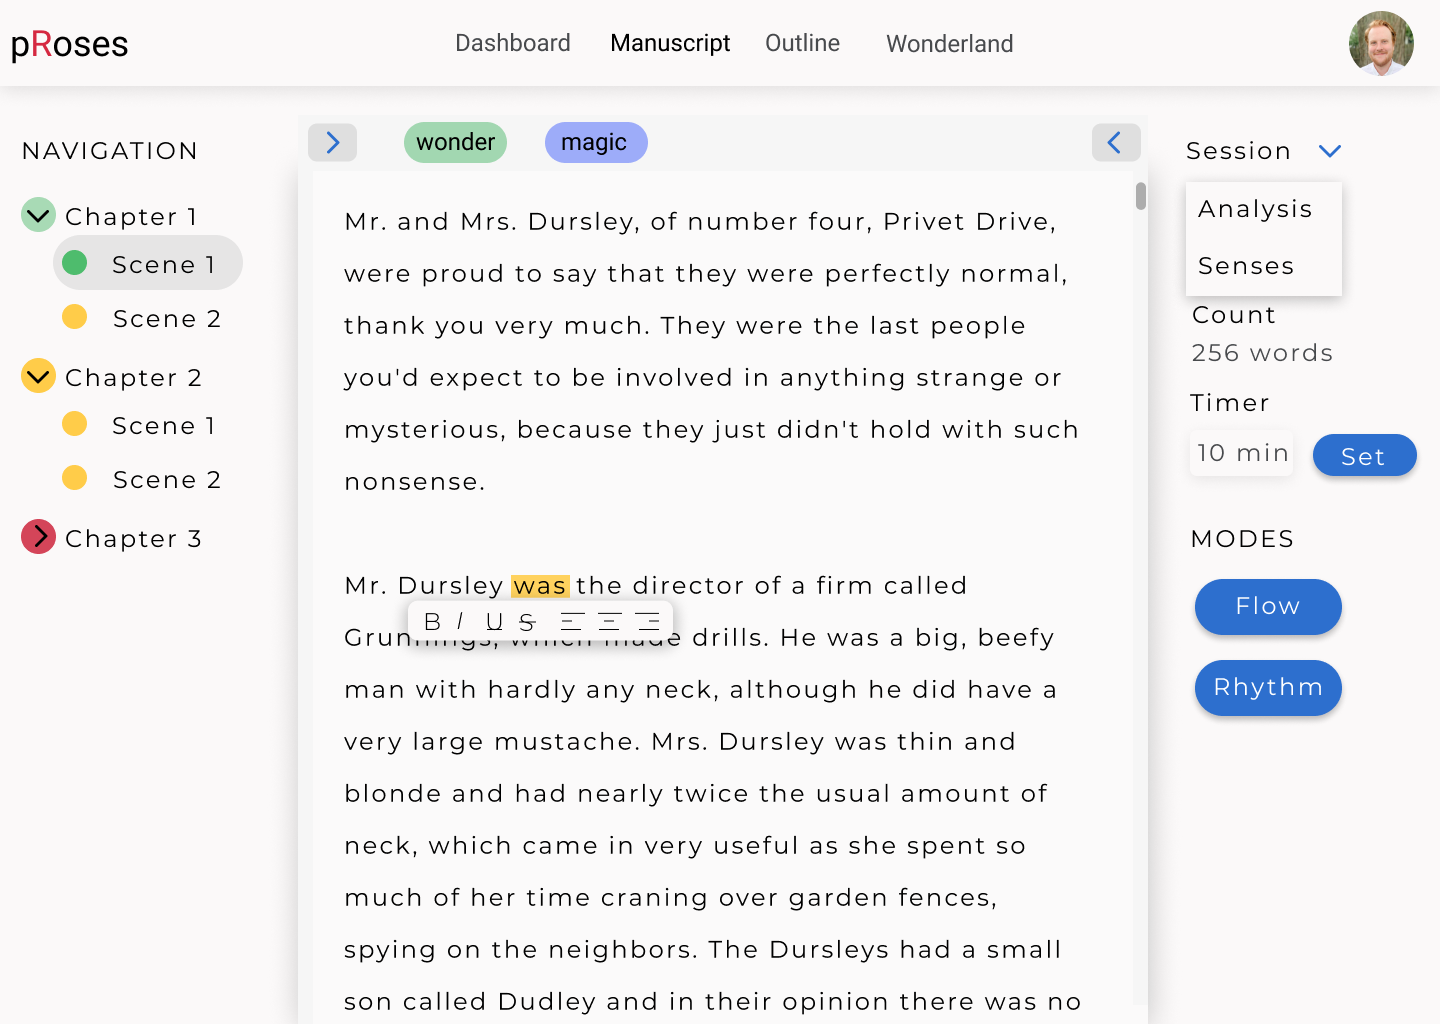 pRoses
Dashboard Manuscript Outline Wonderland
NAVIGATION
Chapter 1
Scene 1
Scene 2
Chapter 2
Scene 1
Scene 2
Chapter 3
wonder magic
Mr. and Mrs. Dursley, of number four, Privet Drive,
were proud to say that they were perfectly normal,
thank you very much. They were the last people
you'd expect to be involved in anything strange or
mysterious, because they just didn't hold with such
nonsense.
Mr. Dursley was the director of a firm called
B I U S
Grunnings, which made drills. He was a big, beefy
man with hardly any neck, although he did have a
very large mustache. Mrs. Dursley was thin and
blonde and had nearly twice the usual amount of
neck, which came in very useful as she spent so
much of her time craning over garden fences,
spying on the neighbors. The Dursleys had a small
son called Dudley and in their opinion there was no
Session
Analysis
Senses
Count
256 words
Timer
10 min Set
MODES
Flow
Rhythm